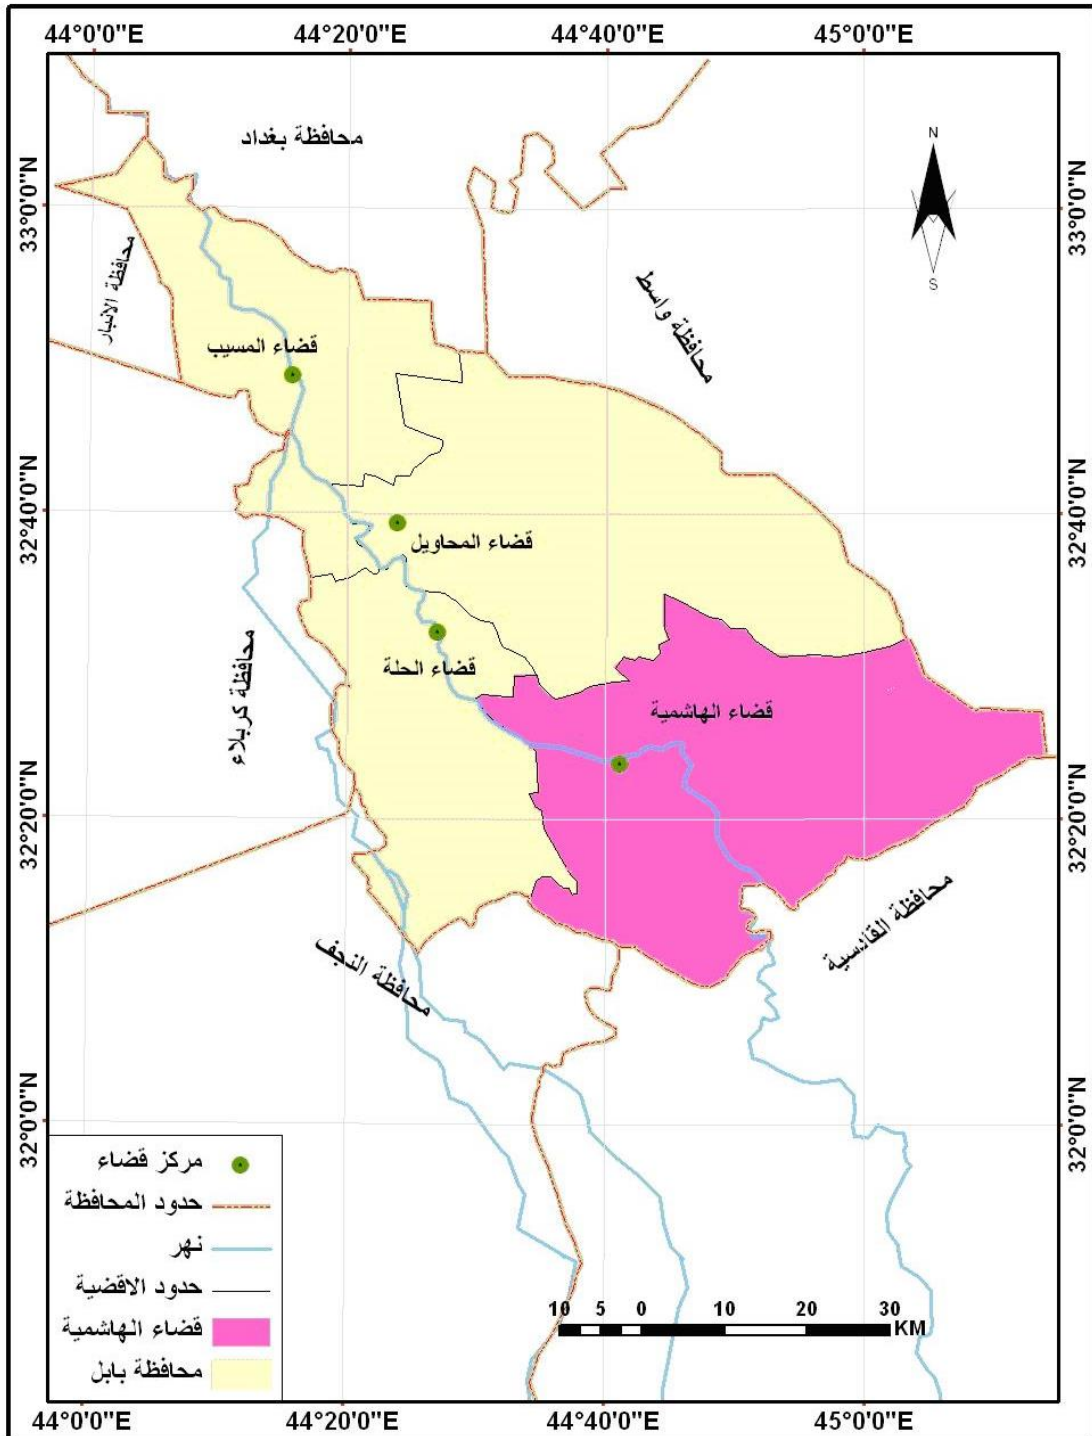 44°0'0"E 44°20'0"E 44°40'0"E 45°0'0"E
محافظة بغداد
N
S
33°0'0"N
33°0'0"N
محافظة الانبار
محافظة واسط
قضاء المسيب
32°40'0"N
32°40'0"N
قضاء المحاويل
محافظة كربلاء
قضاء الحلة
قضاء الهاشمية
32°20'0"N
32°20'0"N
محافظة القادسية
محافظة النجف
32°0'0"N
32°0'0"N
مركز قضاء
حدود المحافظة
نهر
حدود الاقضية
قضاء الهاشمية
محافظة بابل
10 5 0 10 20 30
KM
44°0'0"E 44°20'0"E 44°40'0"E 45°0'0"E